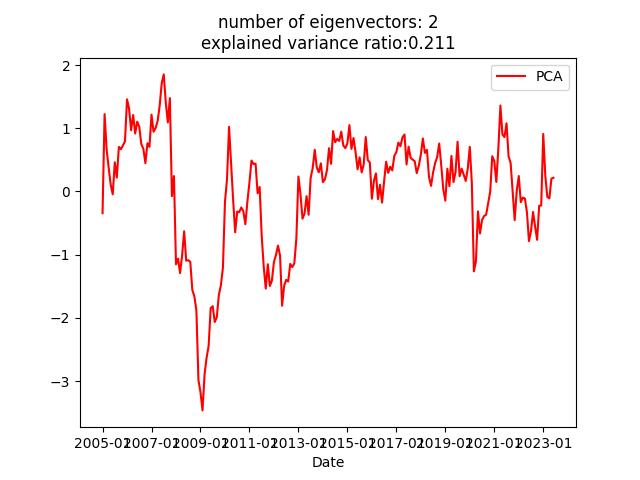 number of eigenvectors: 2
explained variance ratio:0.211
PCA
2
1
0
−1
−2
−3
2005-01 2007-01 2009-01 2011-01 2013-01 2015-01 2017-01 2019-01 2021-01 2023-01
Date